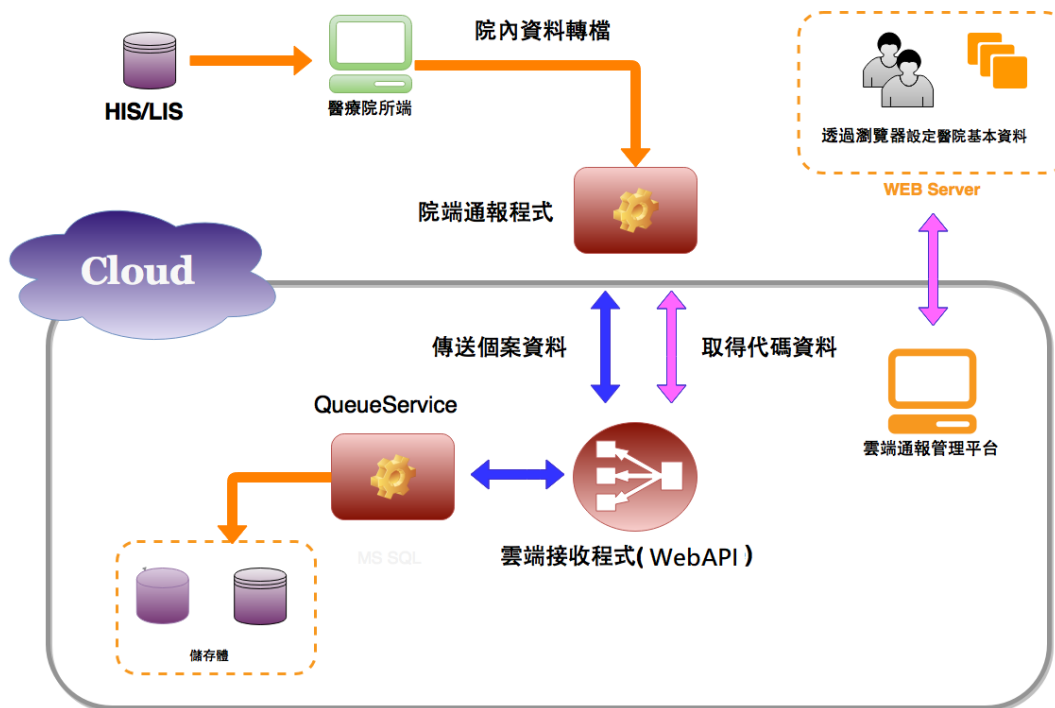 院內資料轉檔
HIS/LIS
醫療院所端
透過瀏覽器設定醫院基本資料
WEB Server
院端通報程式
Cloud
傳送個案資料
取得代碼資料
QueueService
雲端通報管理平台
MS SQL
雲端接收程式(WebAPI)
儲存體